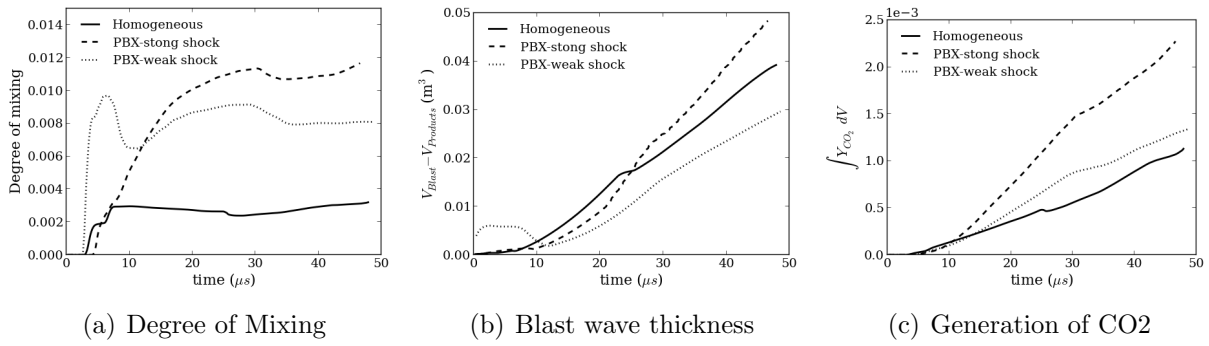 0.014
0.012
0.010
0.008
0.006
0.004
0.002
0.000
Degree of mixing
Homogeneous
PBX-stong shock
PBX-weak shock
0 10 20 30 40 50
time (μs)
(a) Degree of Mixing
0.05
0.04
0.03
0.02
0.01
0.00
V_Blast − V_Products (m³)
Homogeneous
PBX-stong shock
PBX-weak shock
0 10 20 30 40 50
time (μs)
(b) Blast wave thickness
1e−3
2.5
2.0
1.5
1.0
0.5
0.0
∫ Y_CO₂ dV
Homogeneous
PBX-stong shock
PBX-weak shock
0 10 20 30 40 50
time (μs)
(c) Generation of CO2